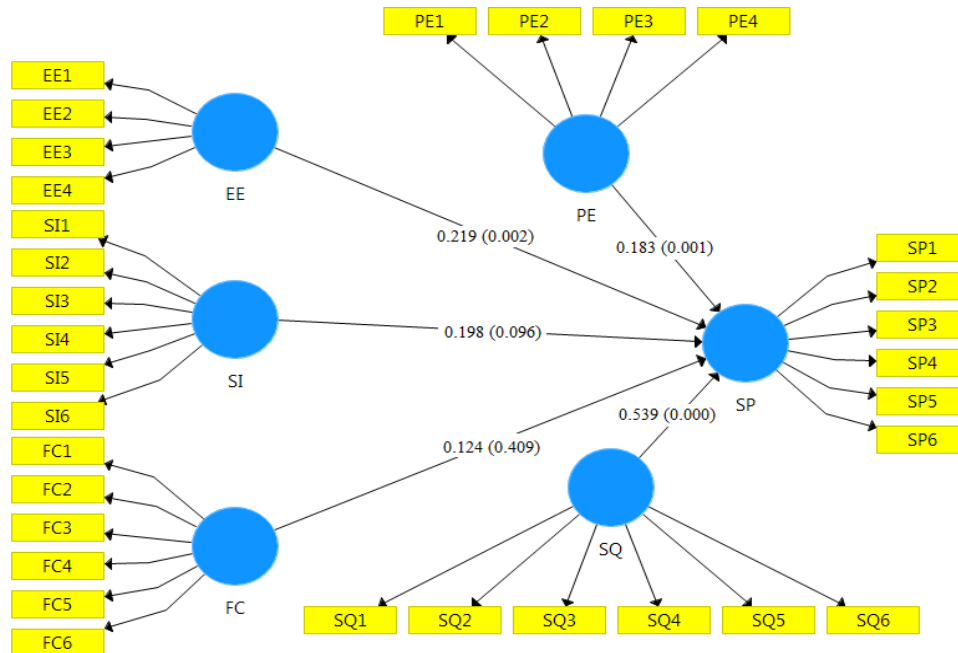 PE1 PE2 PE3 PE4
EE1
EE2
EE3
EE4
EE
PE
SI1
SI2
SI3
SI4
SI5
SI6
SI
0.219 (0.002)
0.183 (0.001)
0.198 (0.096)
SP1
SP2
SP3
SP4
SP5
SP6
SP
0.539 (0.000)
0.124 (0.409)
FC1
FC2
FC3
FC4
FC5
FC6
FC
SQ
SQ1 SQ2 SQ3 SQ4 SQ5 SQ6